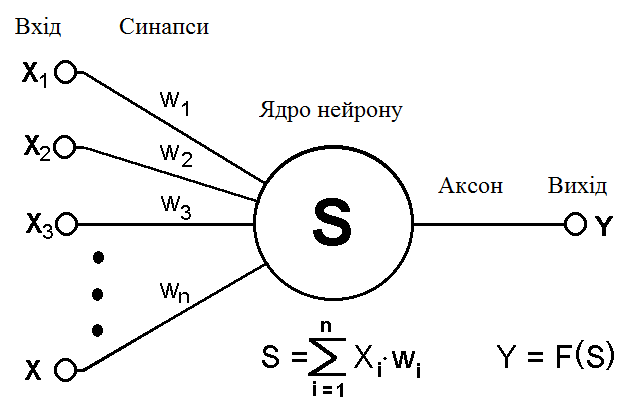 Вхід Синапси
X1
w1
Ядро нейрону
X2
w2
Аксон Вихід
X3
w3
S
Y
wn
X
S = n∑i=1 Xi·wi
Y = F(S)